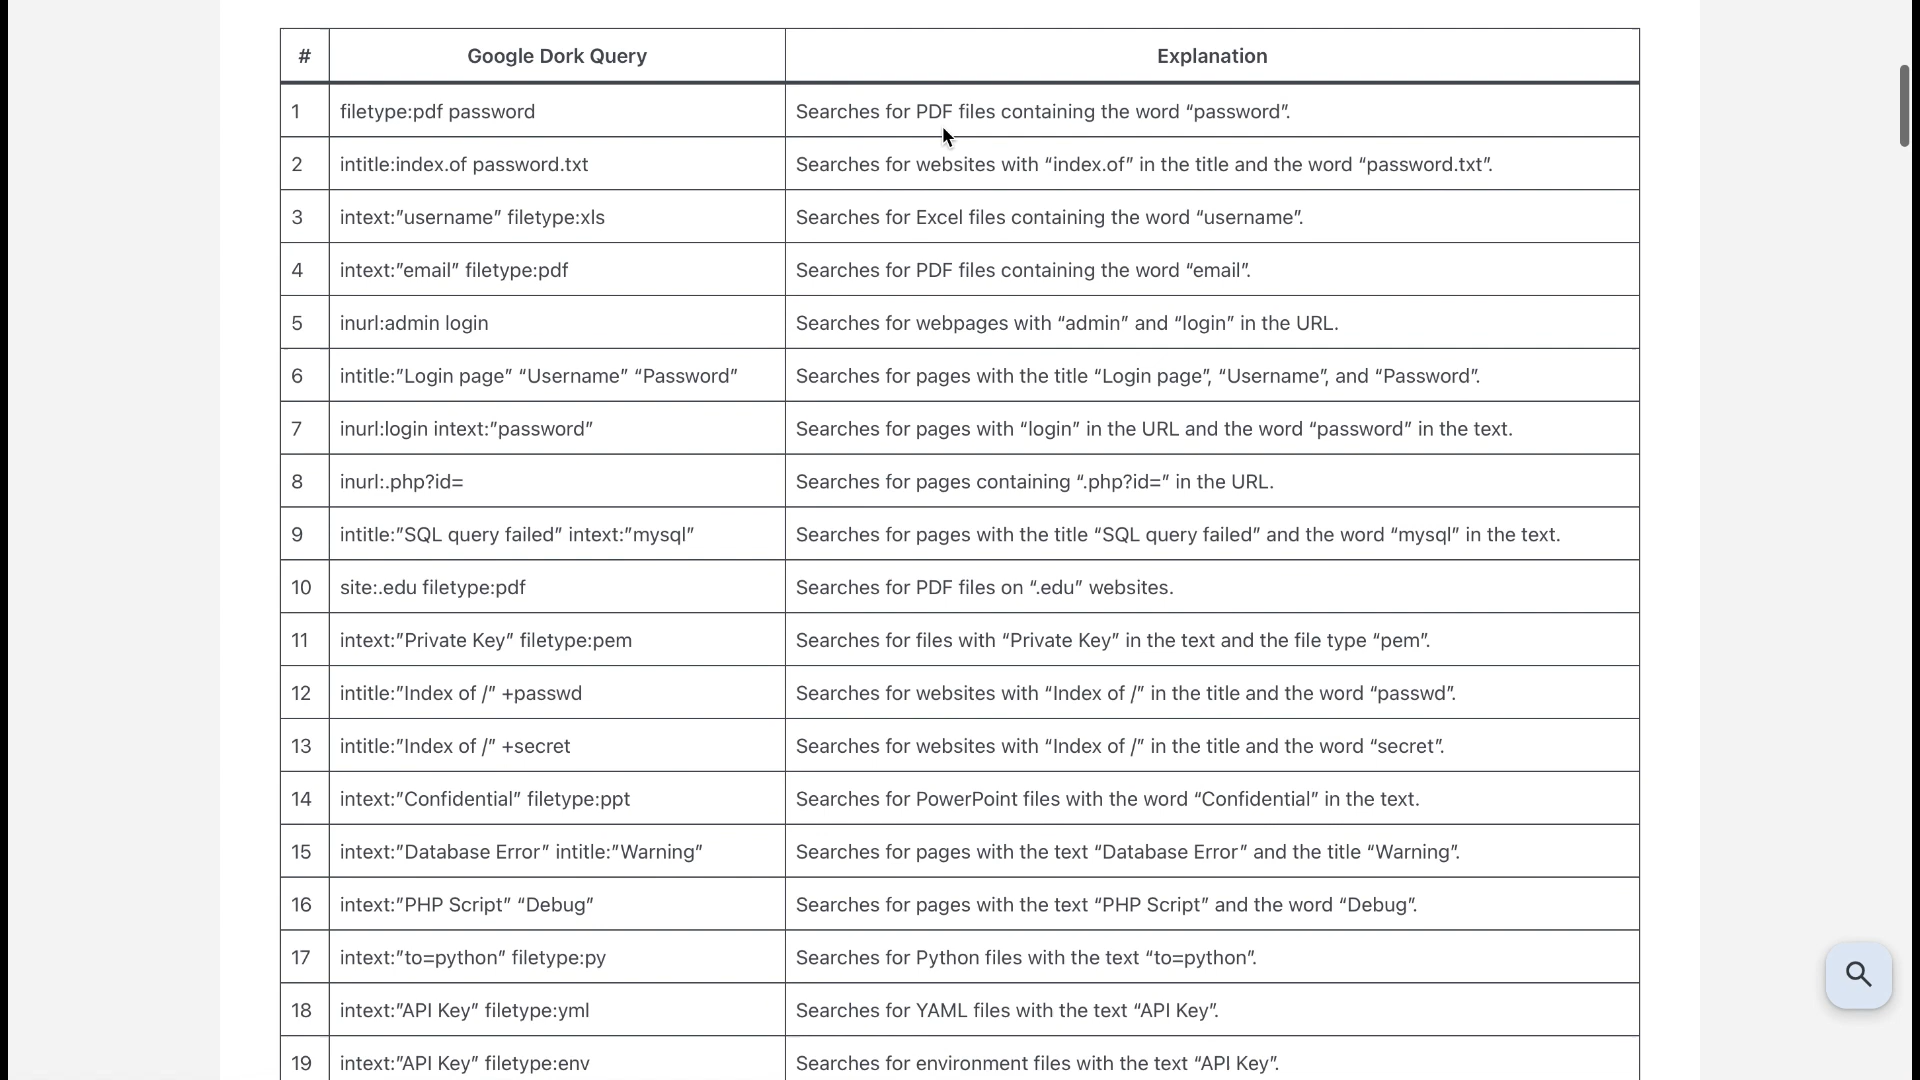 # Google Dork Query Explanation
1 filetype:pdf password Searches for PDF files containing the word “password”.
2 intitle:index.of password.txt Searches for websites with “index.of” in the title and the word “password.txt”.
3 intext:”username” filetype:xls Searches for Excel files containing the word “username”.
4 intext:”email” filetype:pdf Searches for PDF files containing the word “email”.
5 inurl:admin login Searches for webpages with “admin” and “login” in the URL.
6 intitle:”Login page” “Username” “Password” Searches for pages with the title “Login page”, “Username”, and “Password”.
7 inurl:login intext:”password” Searches for pages with “login” in the URL and the word “password” in the text.
8 inurl:.php?id= Searches for pages containing “.php?id=” in the URL.
9 intitle:”SQL query failed” intext:”mysql” Searches for pages with the title “SQL query failed” and the word “mysql” in the text.
10 site:.edu filetype:pdf Searches for PDF files on “.edu” websites.
11 intext:”Private Key” filetype:pem Searches for files with “Private Key” in the text and the file type “pem”.
12 intitle:”Index of /” +passwd Searches for websites with “Index of /” in the title and the word “passwd”.
13 intitle:”Index of /” +secret Searches for websites with “Index of /” in the title and the word “secret”.
14 intext:”Confidential” filetype:ppt Searches for PowerPoint files with the word “Confidential” in the text.
15 intext:”Database Error” intitle:”Warning” Searches for pages with the text “Database Error” and the title “Warning”.
16 intext:”PHP Script” “Debug” Searches for pages with the text “PHP Script” and the word “Debug”.
17 intext:”to=python” filetype:py Searches for Python files with the text “to=python”.
18 intext:”API Key” filetype:yml Searches for YAML files with the text “API Key”.
19 intext:”API Key” filetype:env Searches for environment files with the text “API Key”.